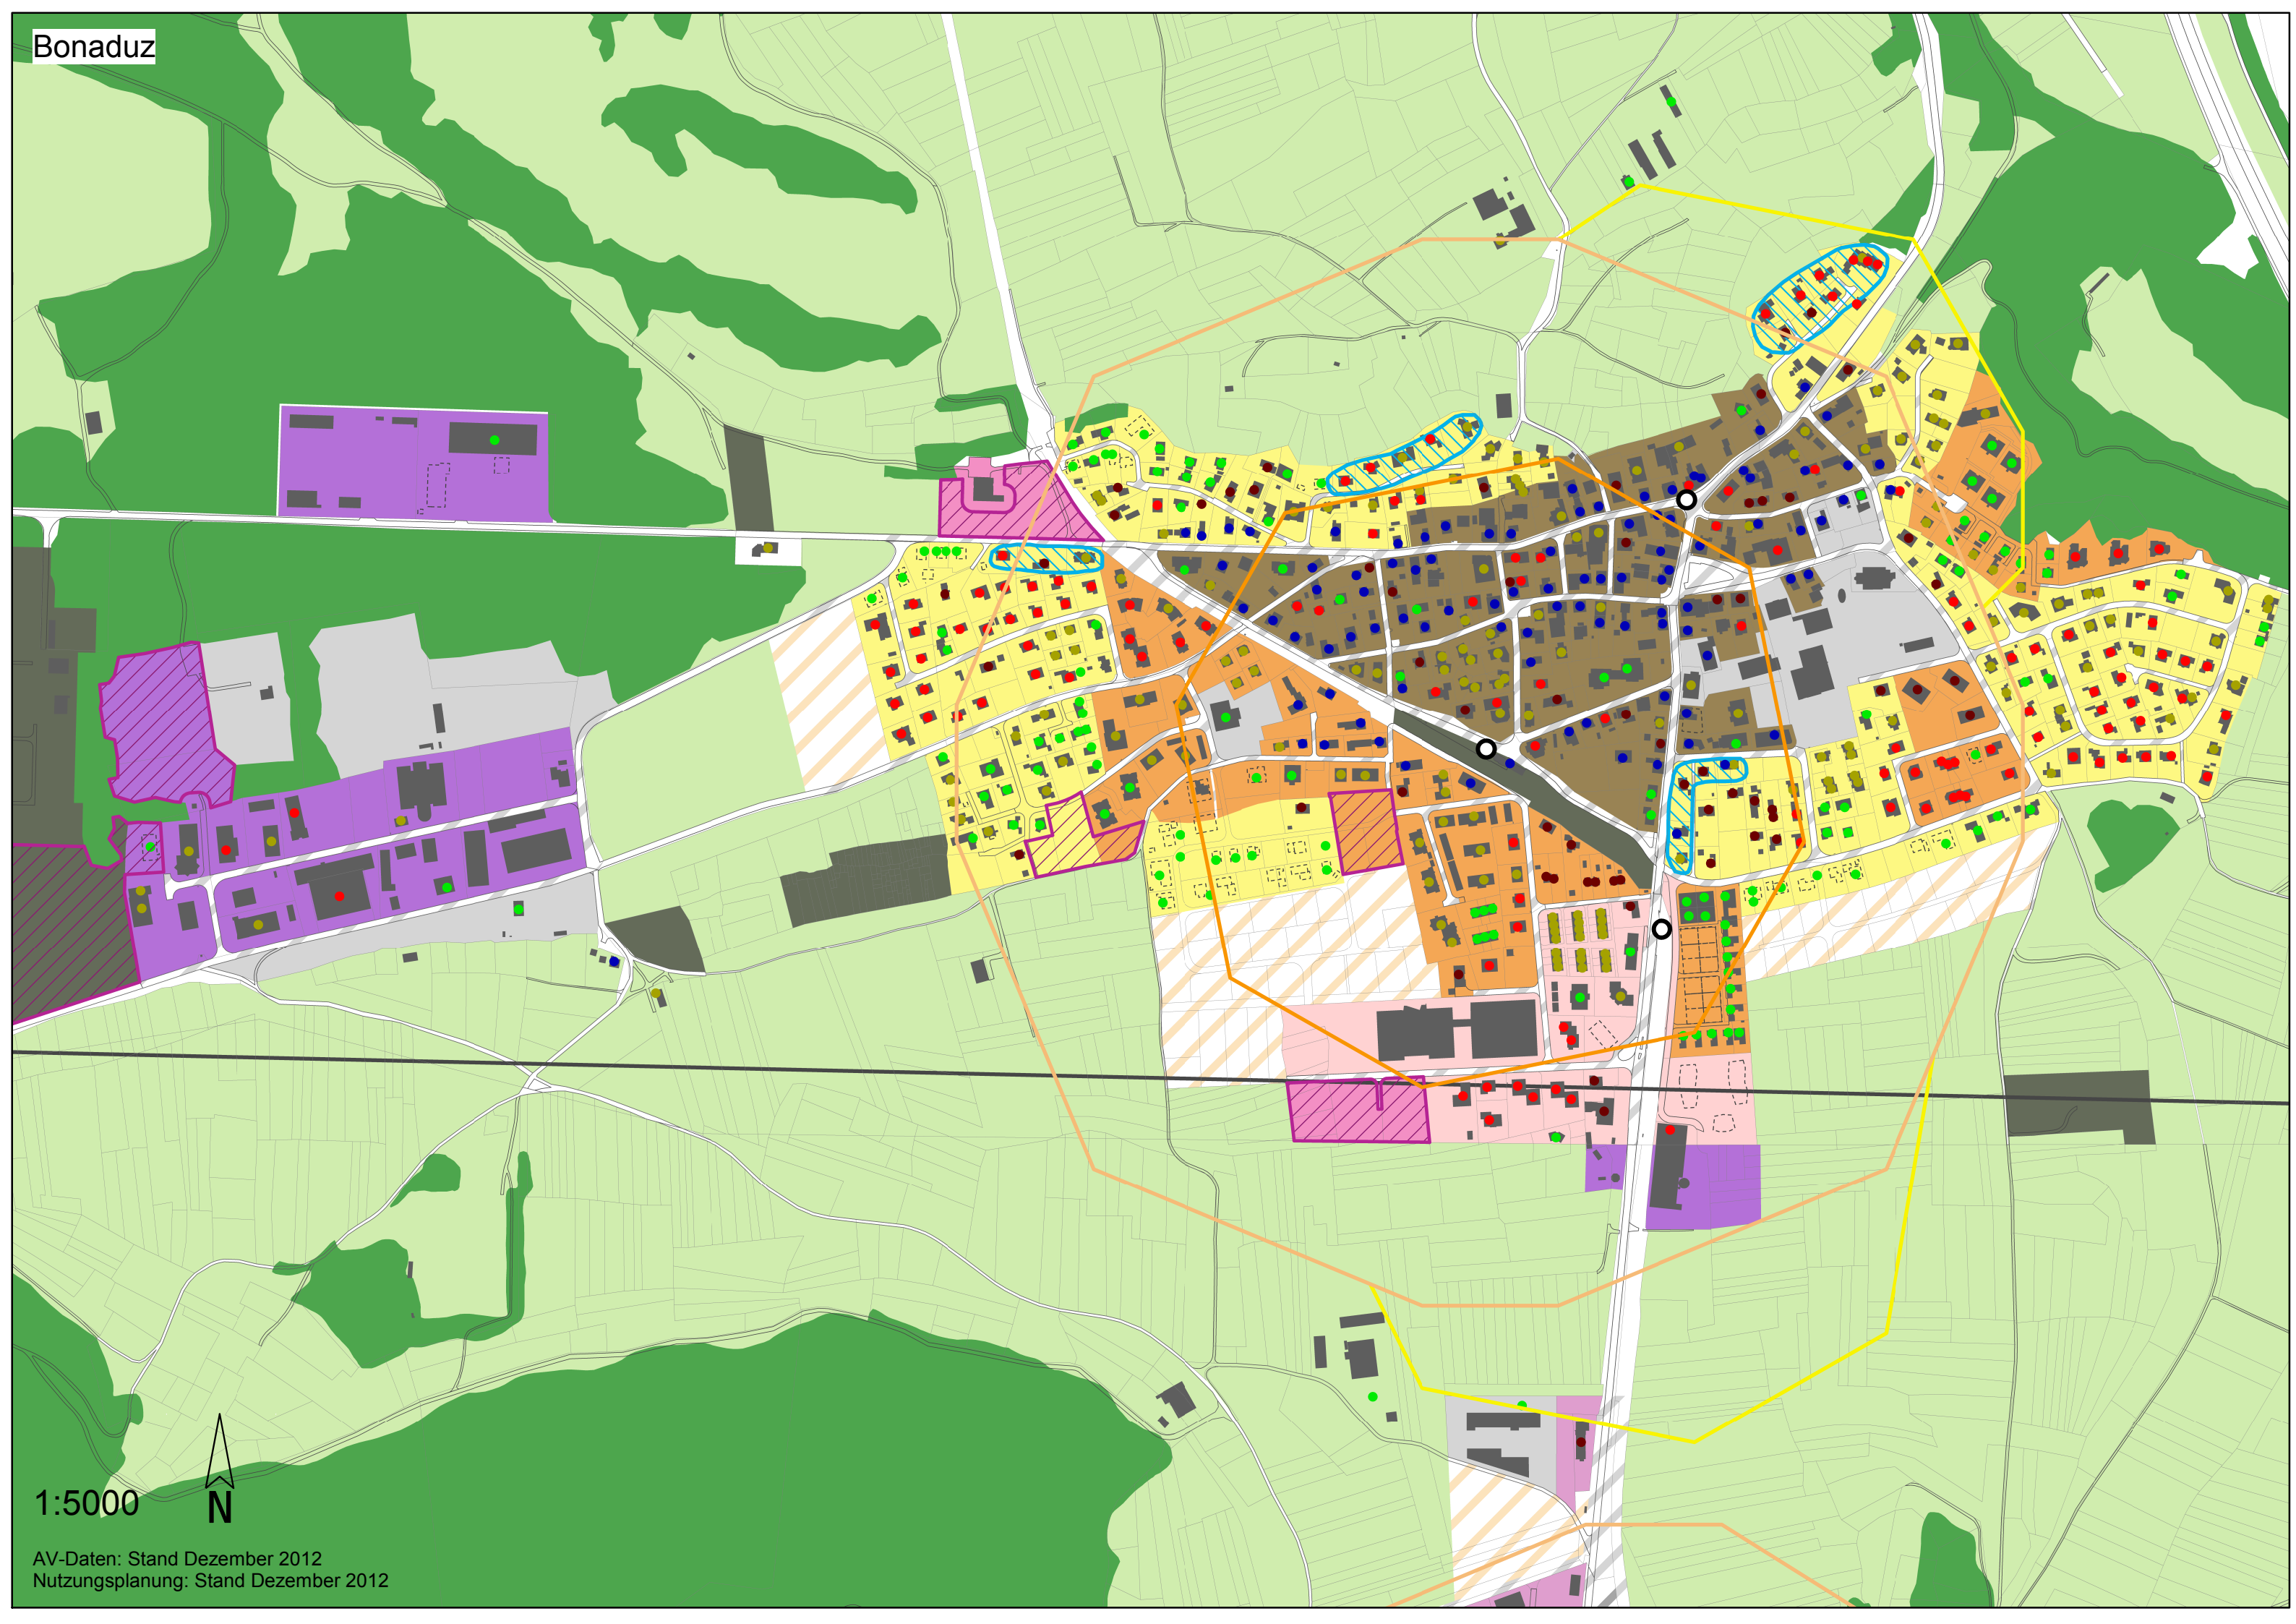 Bonaduz
1:5000
N
AV-Daten: Stand Dezember 2012
Nutzungsplanung: Stand Dezember 2012